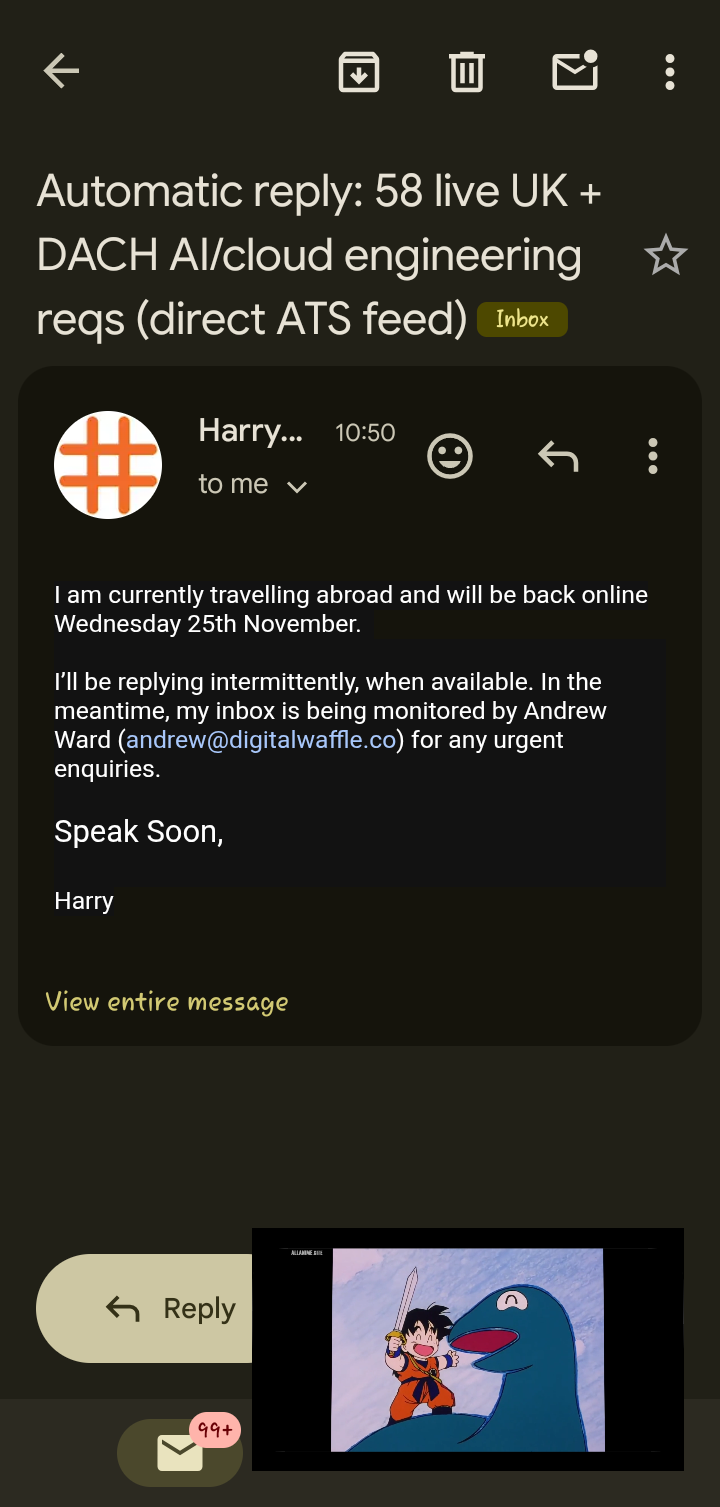 Automatic reply: 58 live UK +
DACH AI/cloud engineering
reqs (direct ATS feed) Inbox
Harry... 10:50
to me
I am currently travelling abroad and will be back online
Wednesday 25th November.
I’ll be replying intermittently, when available. In the
meantime, my inbox is being monitored by Andrew
Ward (andrew@digitalwaffle.co) for any urgent
enquiries.
Speak Soon,
Harry
View entire message
Reply
99+